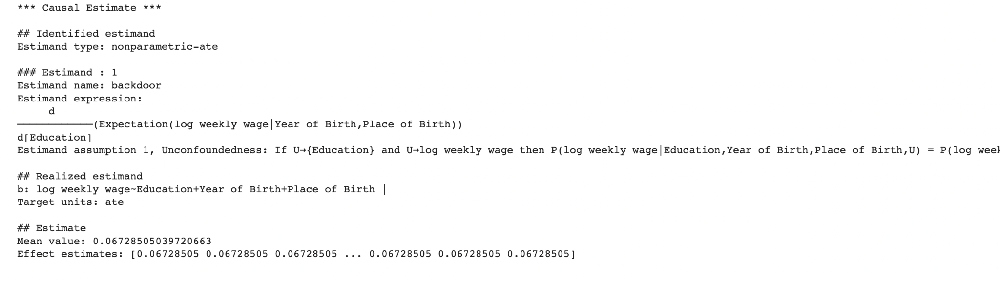 *** Causal Estimate ***
## Identified estimand
Estimand type: nonparametric-ate
### Estimand : 1
Estimand name: backdoor
Estimand expression:
d
────────────(Expectation(log weekly wage|Year of Birth,Place of Birth))
d[Education]
Estimand assumption 1, Unconfoundedness: If U→{Education} and U→log weekly wage then P(log weekly wage|Education,Year of Birth,Place of Birth,U) = P(log week
## Realized estimand
b: log weekly wage~Education+Year of Birth+Place of Birth |
Target units: ate
## Estimate
Mean value: 0.06728505039720663
Effect estimates: [0.06728505 0.06728505 0.06728505 ... 0.06728505 0.06728505 0.06728505]